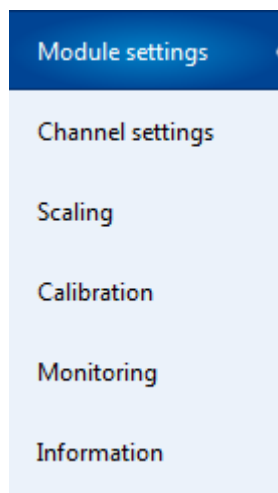 Module settings
Channel settings
Scaling
Calibration
Monitoring
Information